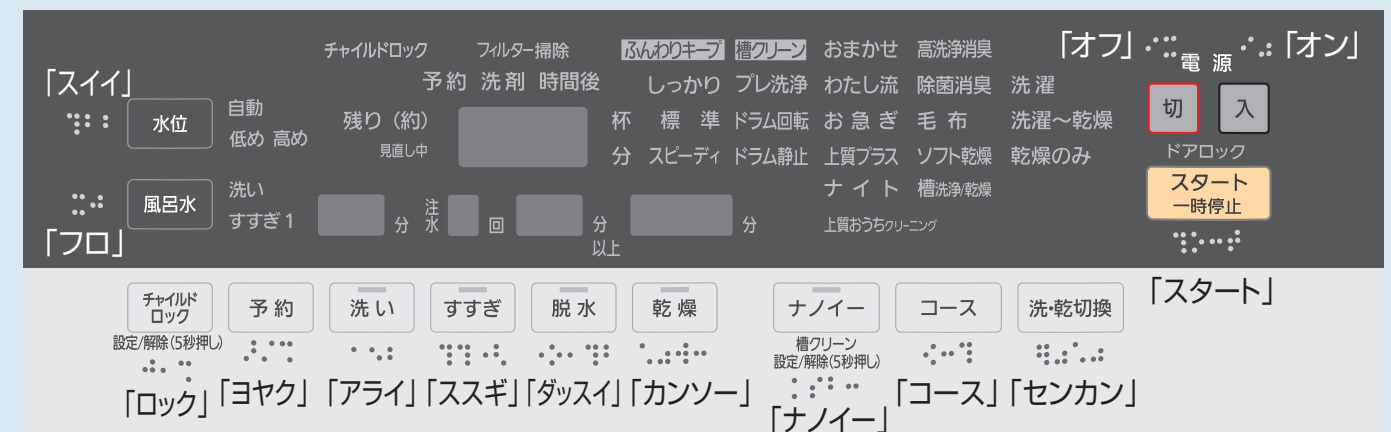 チャイルドロック フィルター掃除 ふんわりキープ 槽クリーン おまかせ 高洗浄消臭 「オフ」 電源 「オン」
「スイイ」 予約 洗剤 時間後 しっかり プレ洗浄 わたし流 除菌消臭 洗濯
水位 自動 残り(約) 杯 標準 ドラム回転 お急ぎ 毛布 洗濯~乾燥 切 入
低め 高め 見直し中 分 スピーディ ドラム静止 上質プラス ソフト乾燥 乾燥のみ ドアロック
風呂水 洗い ナイト 槽洗浄/乾燥 スタート
すすぎ1 分 注水 回 分 分 上質おうちクリーニング 一時停止
「フロ」 以上
「スタート」
チャイルド
ロック 予約 洗い すすぎ 脱水 乾燥 ナノイー コース 洗・乾切換
設定/解除(5秒押し) 槽クリーン
設定/解除(5秒押し)
「ロック」 「ヨヤク」 「アライ」 「ススギ」 「ダッスイ」 「カンソー」 「ナノイー」 「コース」 「センカン」